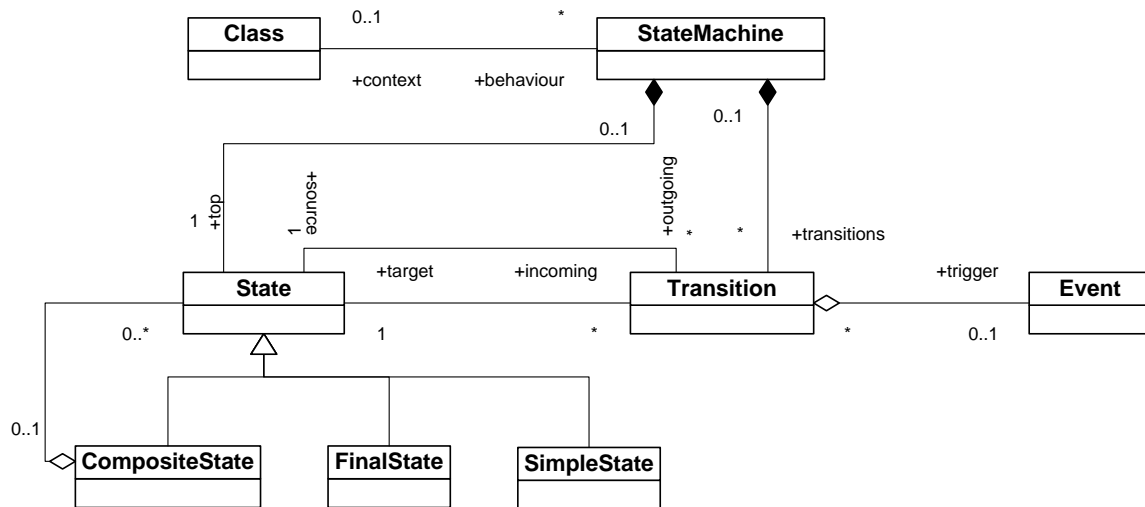 0..1
*
Class
StateMachine
+context
+behaviour
0..1
0..1
+source
+outgoing
+top
1
1
*
*
+transitions
+target
+incoming
+trigger
State
Transition
Event
0..*
1
*
*
0..1
0..1
CompositeState
FinalState
SimpleState